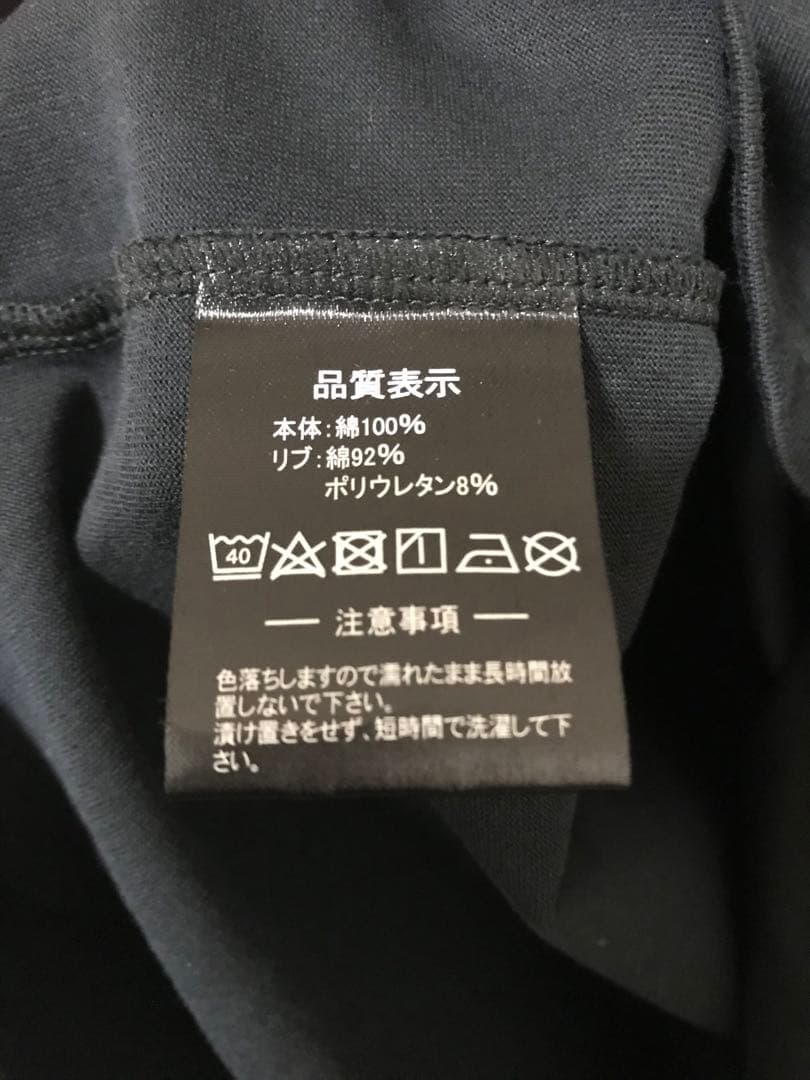 品質表示
本体:綿100%
リブ:綿92%
ポリウレタン8%
40
注意事項
色落ちしますので濡れたまま長時間放
置しないで下さい。
漬け置きをせず、短時間で洗濯して下
さい。